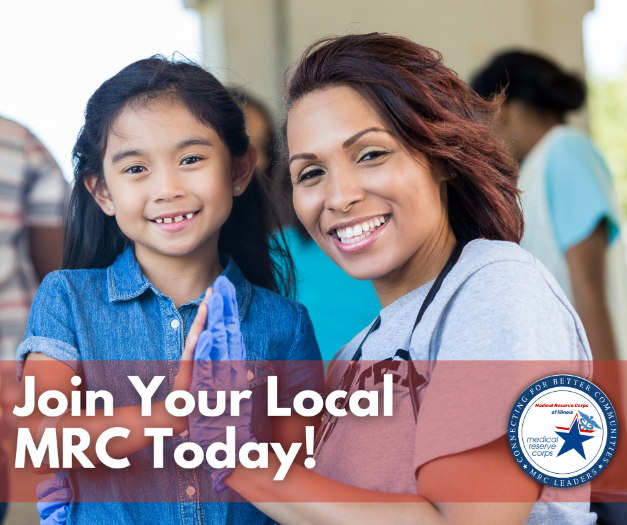 Join Your Local
MRC Today!
CONNECTING FOR BETTER COMMUNITIES
Medical Reserve Corps
of Illinois
medical
reserve
corps
MRC LEADERS